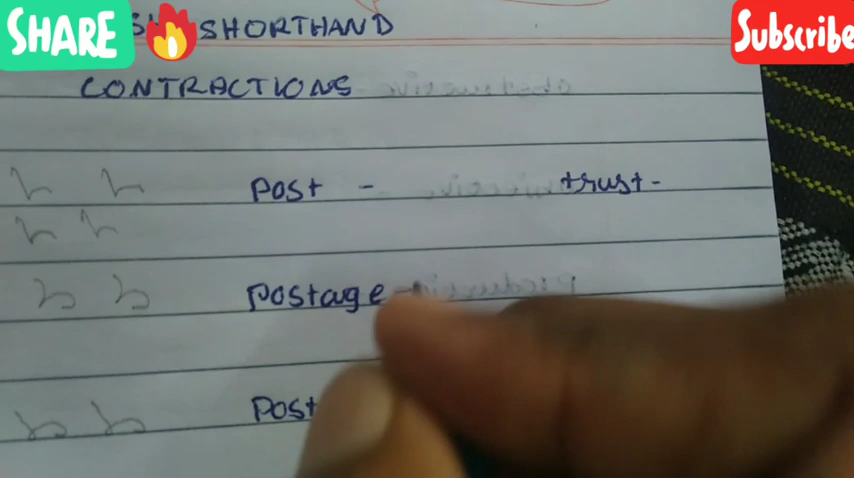 SHARE
Subscribe
SHORTHAND
CONTRACTIONS
Post - trust-
Postage
Post